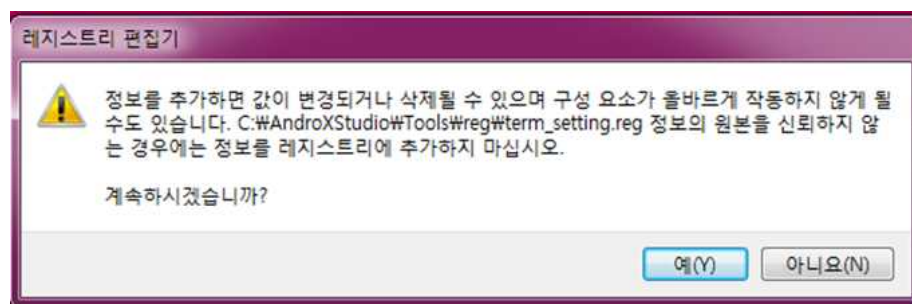 레지스트리 편집기
정보를 추가하면 값이 변경되거나 삭제될 수 있으며 구성 요소가 올바르게 작동하지 않게 될
수도 있습니다. C:₩AndroXStudio₩Tools₩reg₩term_setting.reg 정보의 원본을 신뢰하지 않
는 경우에는 정보를 레지스트리에 추가하지 마십시오.
계속하시겠습니까?
예(Y) 아니요(N)